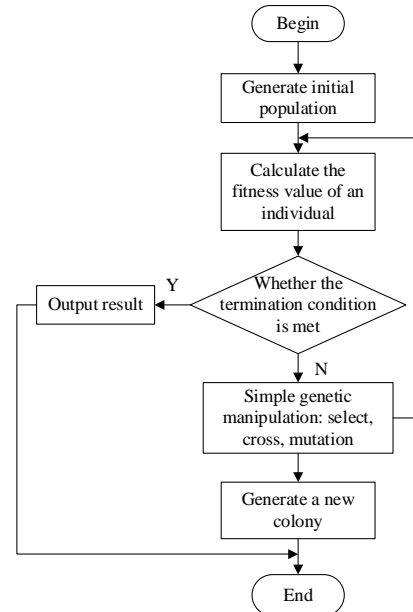 Begin
Generate initial
population
Calculate the
fitness value of an
individual
Whether the
termination condition
is met
Y
Output result
N
Simple genetic
manipulation: select,
cross, mutation
Generate a new
colony
End